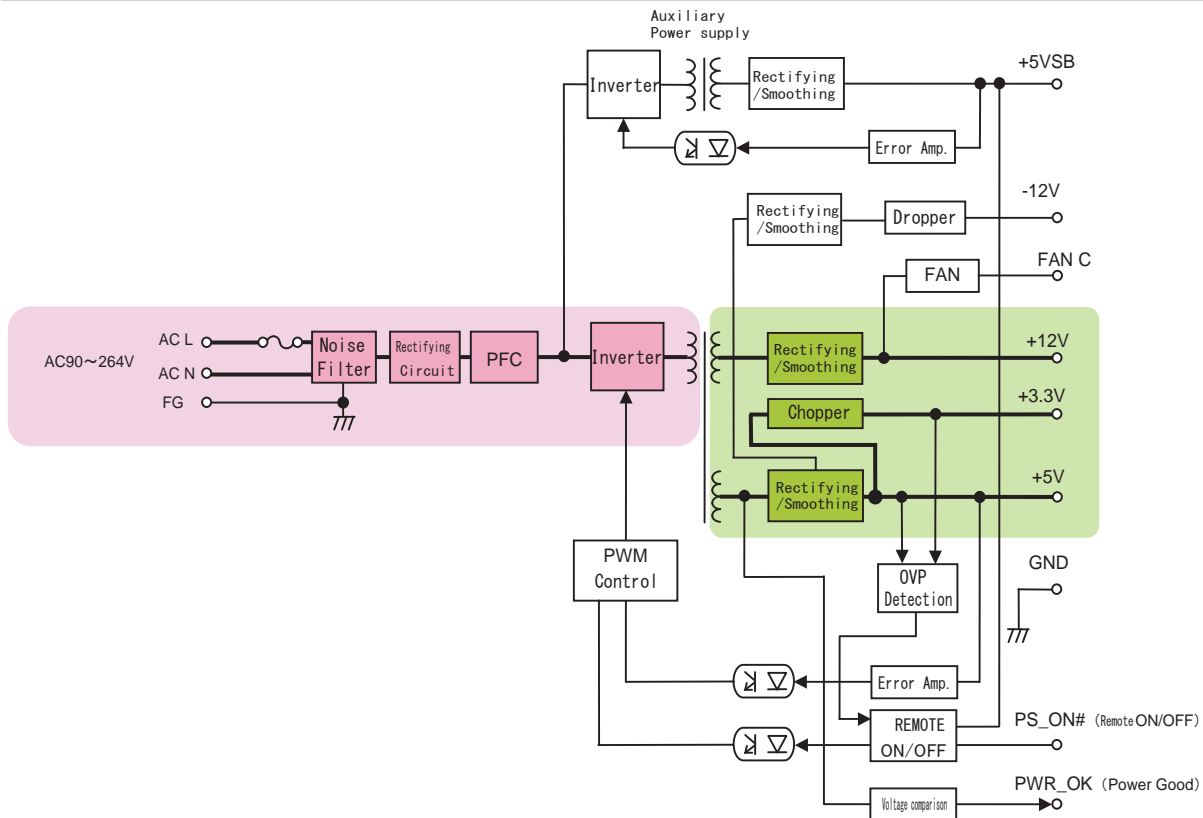 Auxiliary
Power supply
Inverter
Rectifying
/Smoothing
+5VSB
Error Amp.
Rectifying
/Smoothing
Dropper
-12V
FAN
FAN C
AC90～264V
AC L
AC N
FG
Noise
Filter
Rectifying
Circuit
PFC
Inverter
Rectifying
/Smoothing
+12V
Chopper
+3.3V
Rectifying
/Smoothing
+5V
PWM
Control
OVP
Detection
GND
Error Amp.
REMOTE
ON/OFF
PS_ON# (Remote ON/OFF)
Voltage comparison
PWR_OK (Power Good)